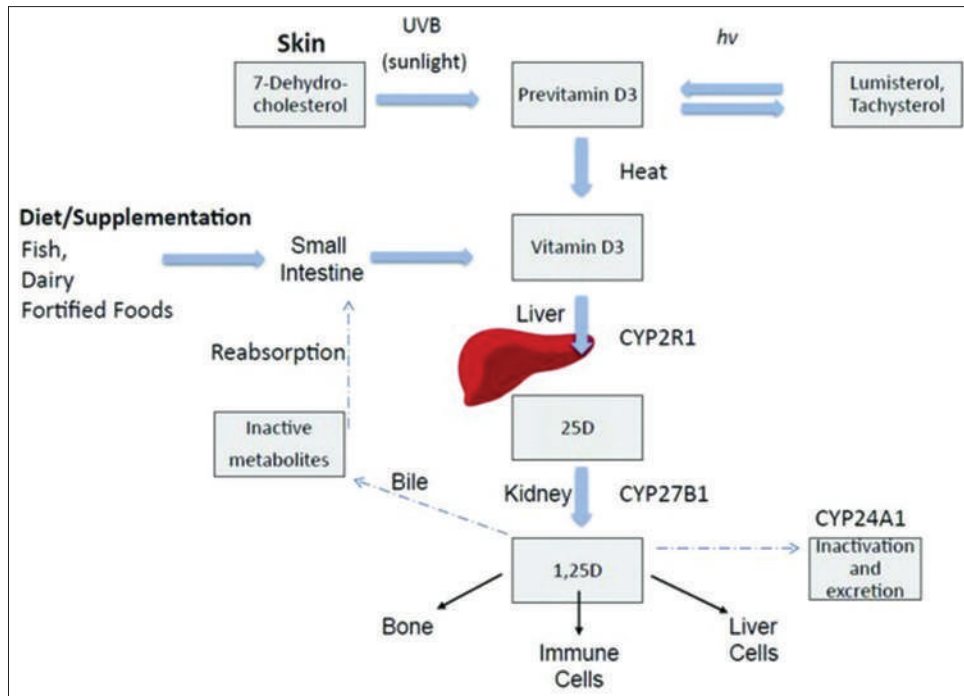 Skin
UVB
(sunlight)
hv
7-Dehydro-
cholesterol
Previtamin D3
Lumisterol,
Tachysterol
Heat
Diet/Supplementation
Fish,
Dairy
Fortified Foods
Small
Intestine
Vitamin D3
Liver
CYP2R1
Reabsorption
25D
Inactive
metabolites
Bile
Kidney
CYP27B1
CYP24A1
Inactivation
and
excretion
1,25D
Bone
Immune
Cells
Liver
Cells